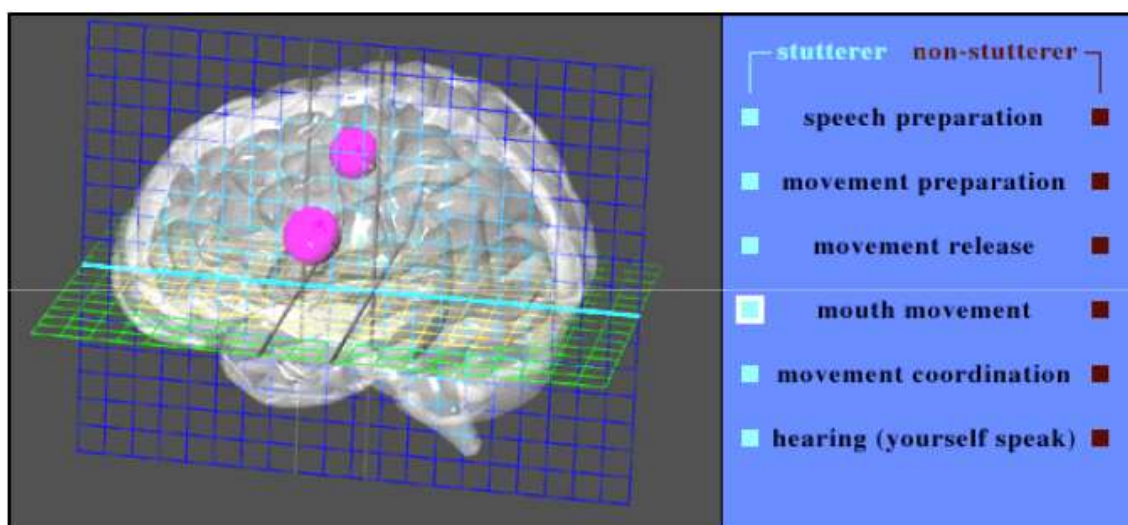 stutterer non-stutterer
speech preparation
movement preparation
movement release
mouth movement
movement coordination
hearing (yourself speak)